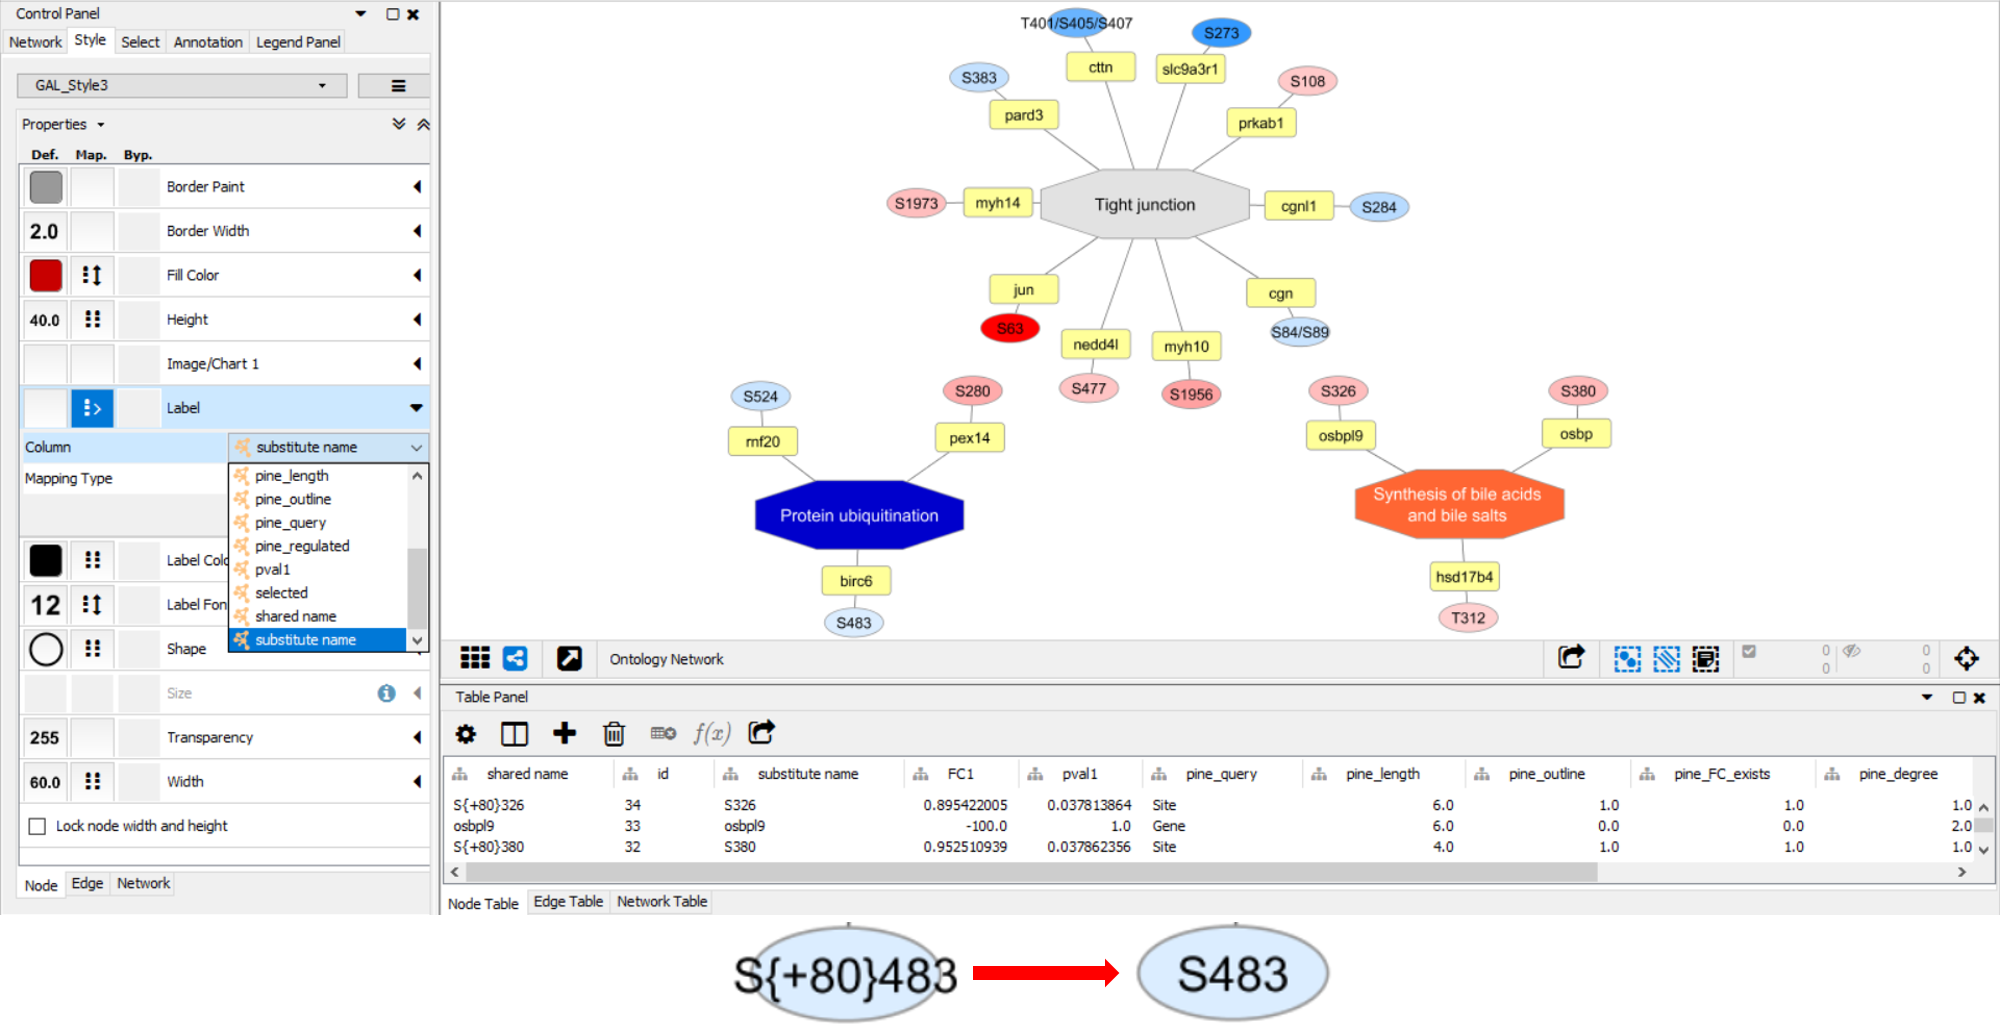 Control Panel
Network Style Select Annotation Legend Panel
GAL_Style3
Properties
Def. Map. Byp.
Border Paint
2.0 Border Width
Fill Color
40.0 Height
Image/Chart 1
Label
Column substitute name
Mapping Type
pine_length
pine_outline
pine_query
pine_regulated
pval1
selected
shared name
substitute name
Label Colo
12 Label Fon
Shape
Size
255 Transparency
60.0 Width
Lock node width and height
Node Edge Network
T401/S405/S407
S273
cttn
slc9a3r1
S383
S108
pard3
prkab1
S1973
myh14
Tight junction
cgnl1
S284
jun
cgn
S63
S84/S89
nedd4l
myh10
S477
S1956
S524
S280
rnf20
pex14
Protein ubiquitination
birc6
S483
S326
S380
osbpl9
osbp
Synthesis of bile acids
and bile salts
hsd17b4
T312
Ontology Network
0 0
0 0
Table Panel
f(x)
shared name id substitute name FC1 pval1 pine_query pine_length pine_outline pine_FC_exists pine_degree
S{+80}326 34 S326 0.895422005 0.037813864 Site 6.0 1.0 1.0 1.0
osbpl9 33 osbpl9 -100.0 1.0 Gene 6.0 0.0 0.0 2.0
S{+80}380 32 S380 0.952510939 0.037862356 Site 4.0 1.0 1.0 1.0
Node Table Edge Table Network Table
S{+80}483
S483